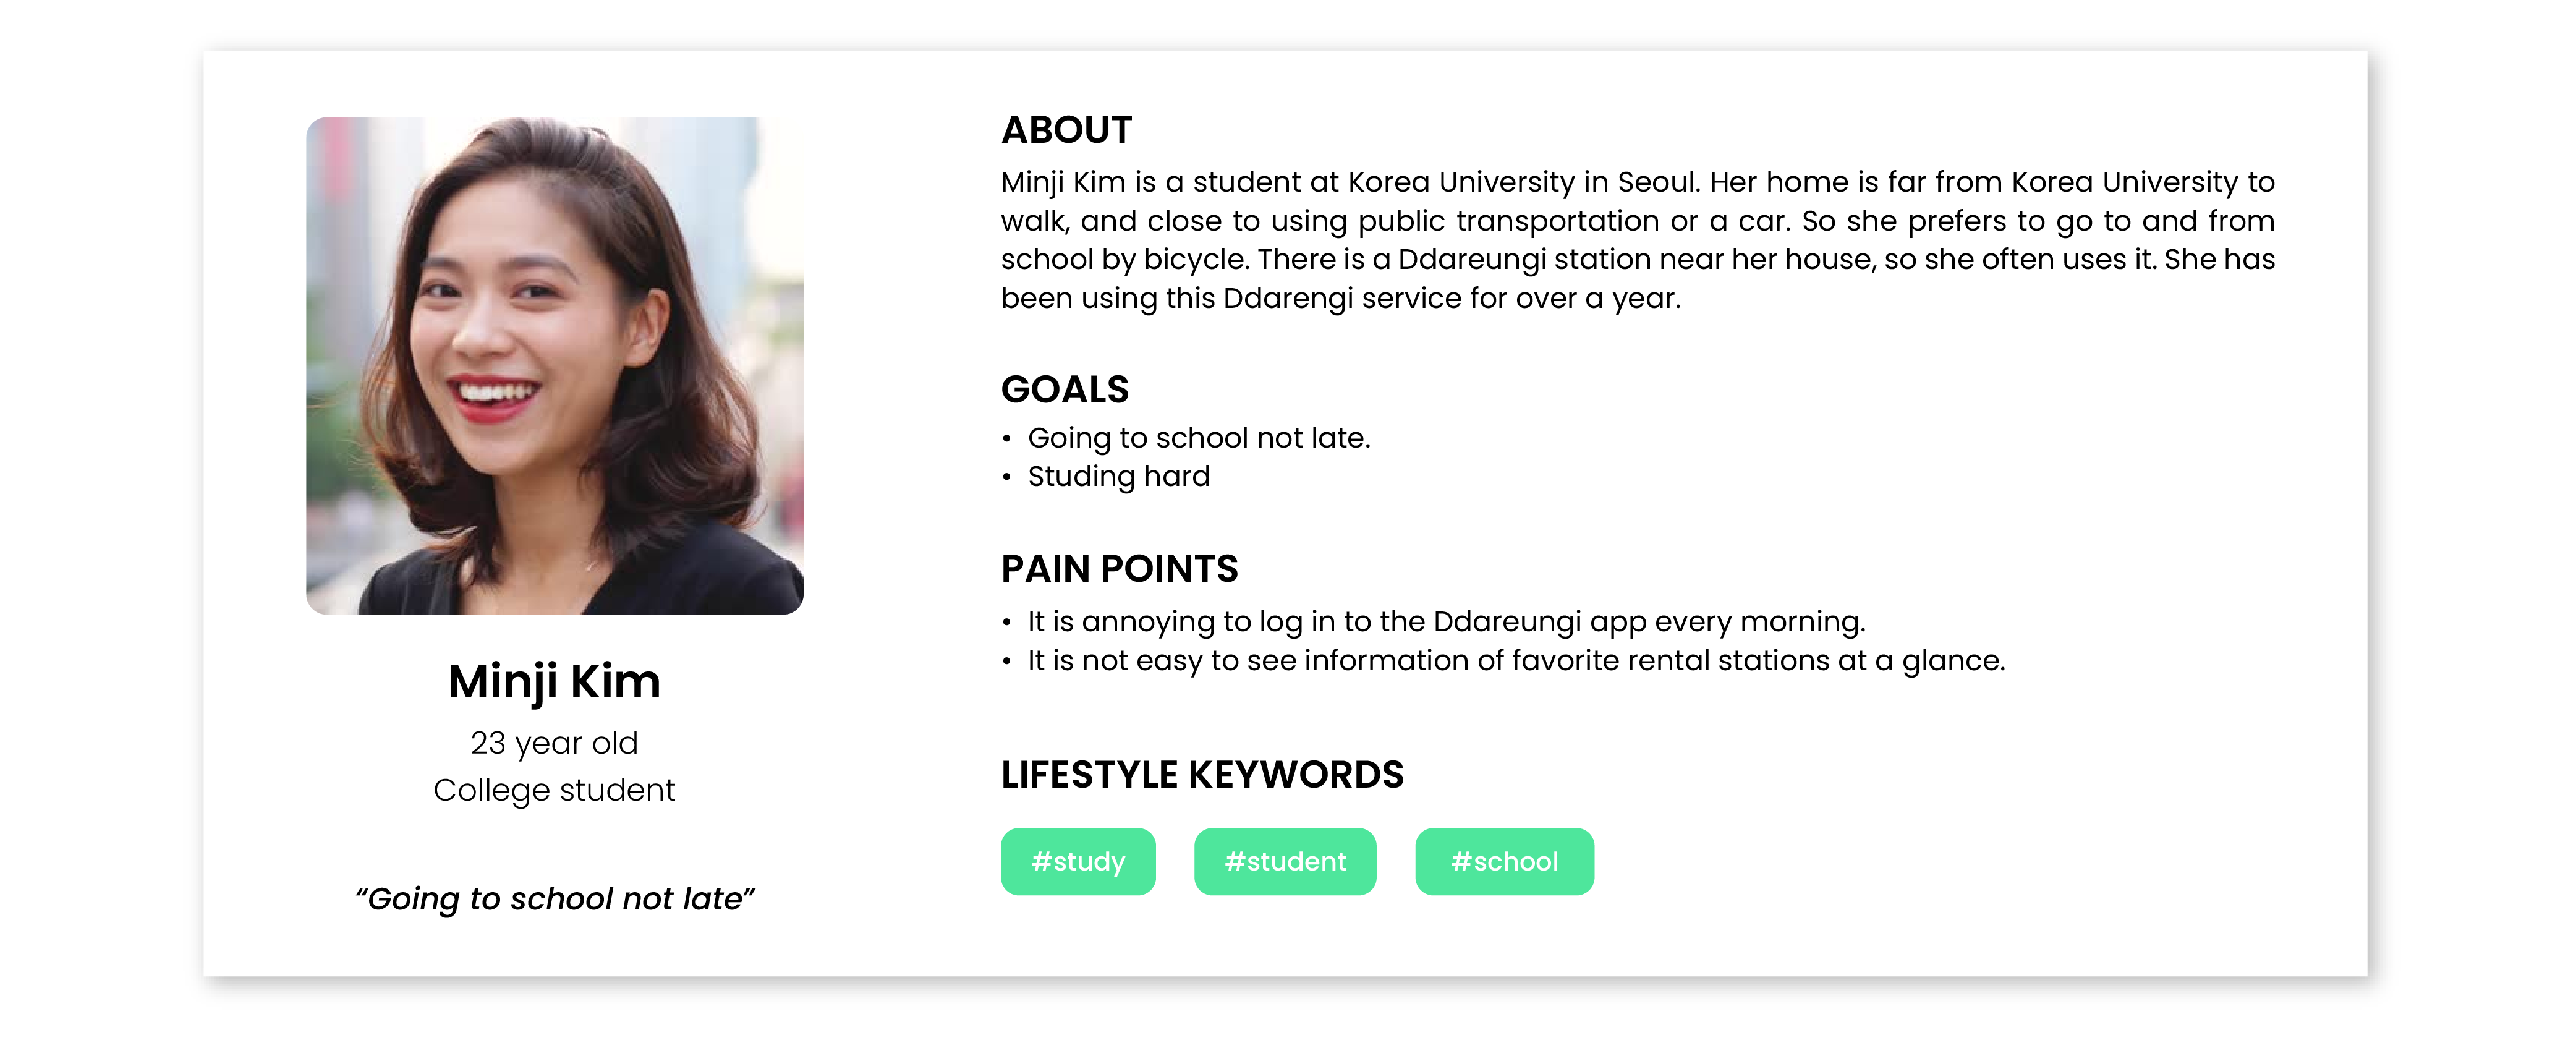 Minji Kim
23 year old
College student
“Going to school not late”
ABOUT
Minji Kim is a student at Korea University in Seoul. Her home is far from Korea University to
walk, and close to using public transportation or a car. So she prefers to go to and from
school by bicycle. There is a Ddareungi station near her house, so she often uses it. She has
been using this Ddarengi service for over a year.
GOALS
• Going to school not late.
• Studing hard
PAIN POINTS
• It is annoying to log in to the Ddareungi app every morning.
• It is not easy to see information of favorite rental stations at a glance.
LIFESTYLE KEYWORDS
#study #student #school